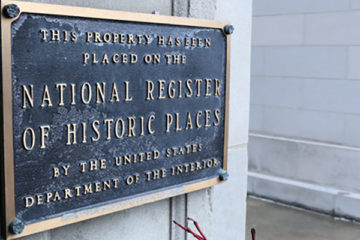 THIS PROPERTY HAS BEEN
PLACED ON THE
NATIONAL REGISTER
OF HISTORIC PLACES
BY THE UNITED STATES
DEPARTMENT OF THE INTERIOR